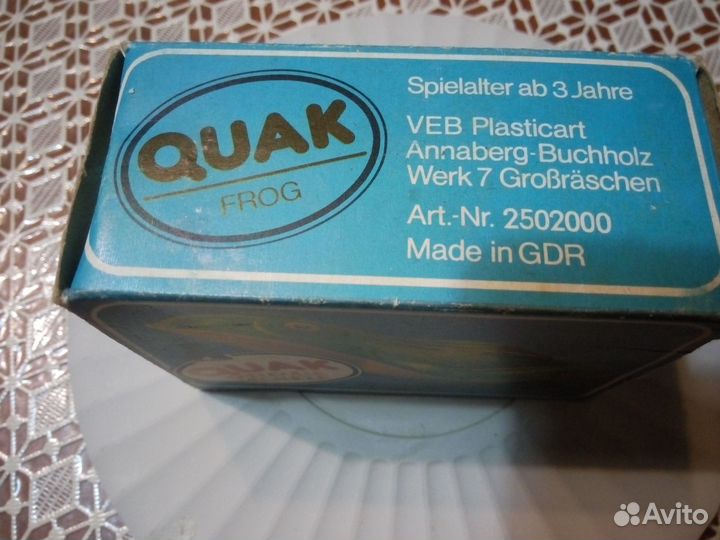 QUAK
FROG
Spielalter ab 3 Jahre
VEB Plasticart
Annaberg-Buchholz
Werk 7 Großräschen
Art.-Nr. 2502000
Made in GDR
QUAK
Avito